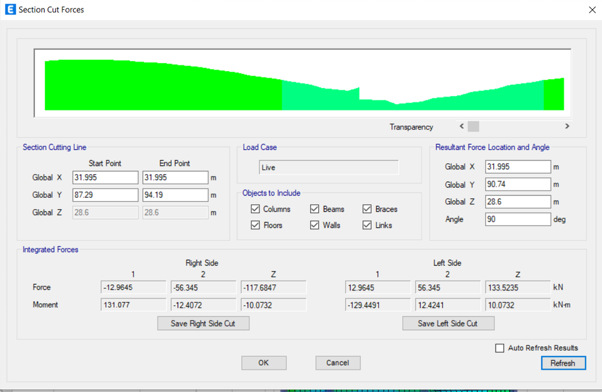 E Section Cut Forces
Transparency
Section Cutting Line
Start Point End Point
Global X 31.995 31.995 m
Global Y 87.29 94.19 m
Global Z 28.6 28.6 m
Load Case
Live
Objects to Include
Columns Beams Braces
Floors Walls Links
Resultant Force Location and Angle
Global X 31.995 m
Global Y 90.74 m
Global Z 28.6 m
Angle 90 deg
Integrated Forces
Right Side Left Side
1 2 Z 1 2 Z
Force -12.9645 -56.345 -117.6847 12.9645 56.345 133.5235 kN
Moment 131.077 -12.4072 -10.0732 -129.4491 12.4241 10.0732 kN-m
Save Right Side Cut Save Left Side Cut
Auto Refresh Results
OK Cancel Refresh